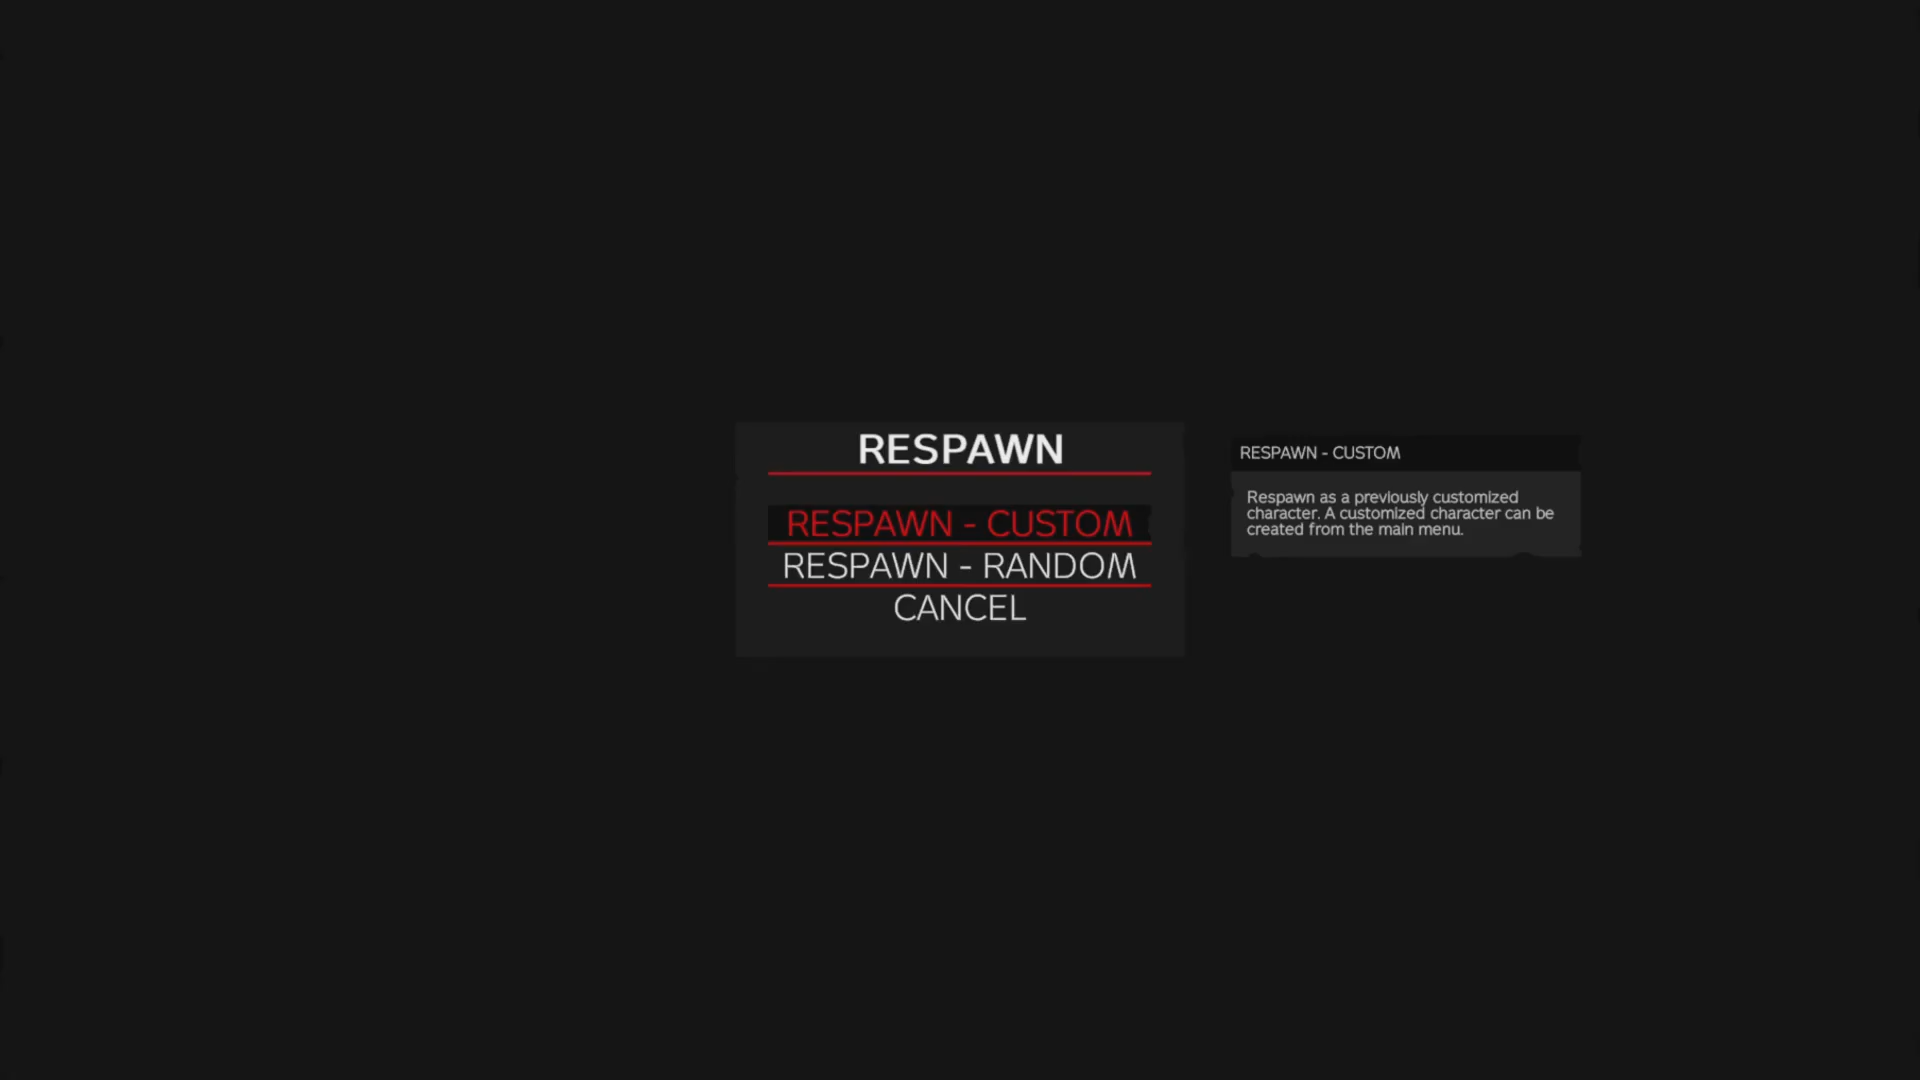 RESPAWN
RESPAWN - CUSTOM
RESPAWN - RANDOM
CANCEL
RESPAWN - CUSTOM
Respawn as a previously customized
character. A customized character can be
created from the main menu.